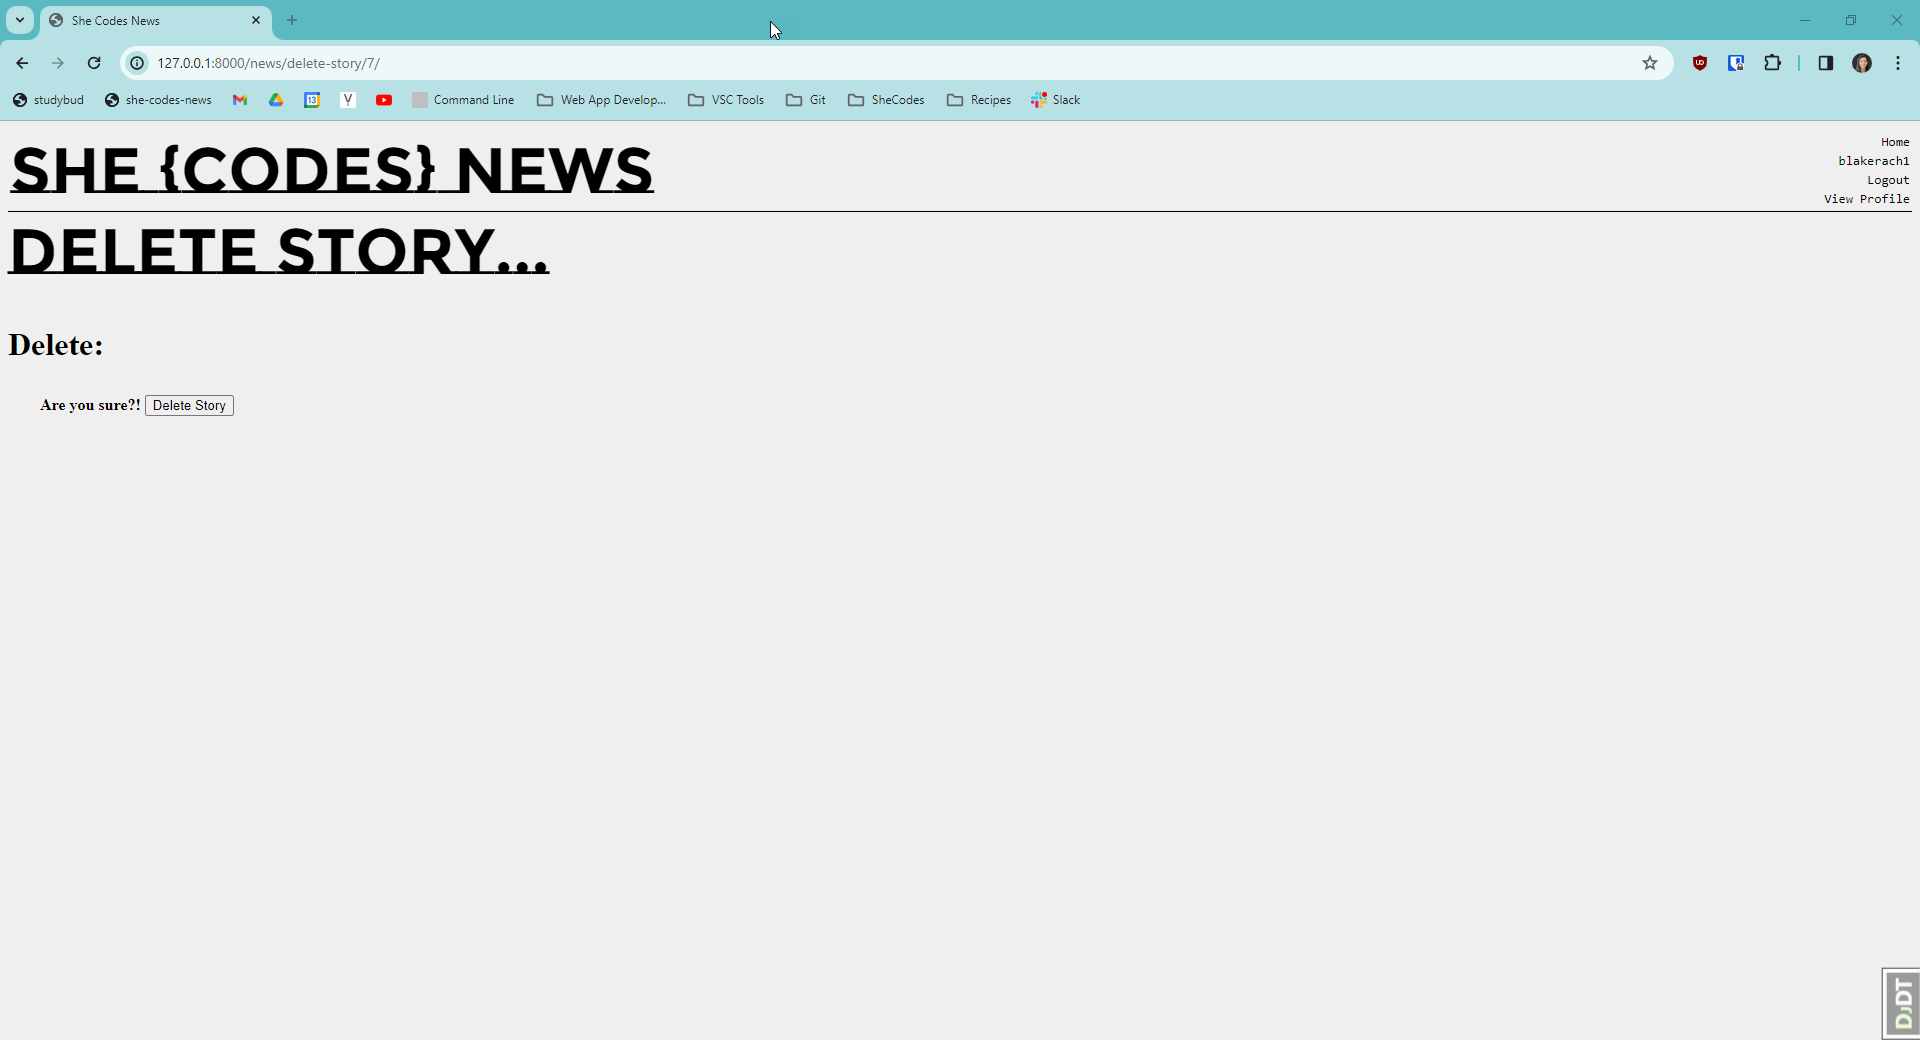 She Codes News
127.0.0.1:8000/news/delete-story/7/
studybud she-codes-news 13 Y Command Line Web App Develop... VSC Tools Git SheCodes Recipes Slack
SHE {CODES} NEWS
Home
blakerach1
Logout
View Profile
DELETE STORY...
Delete:
Are you sure?! Delete Story
DJDT